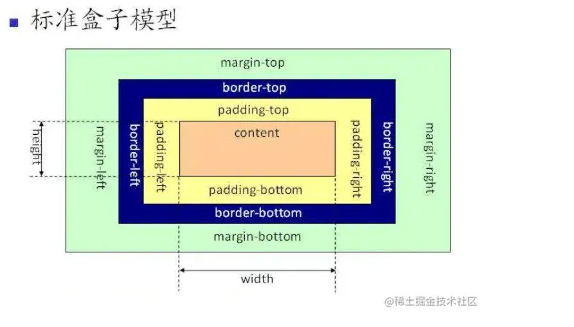 标准盒子模型
margin-top
border-top
padding-top
content
height
margin-left
border-left
padding-left
padding-right
border-right
margin-right
padding-bottom
border-bottom
margin-bottom
width
@稀土掘金技术社区